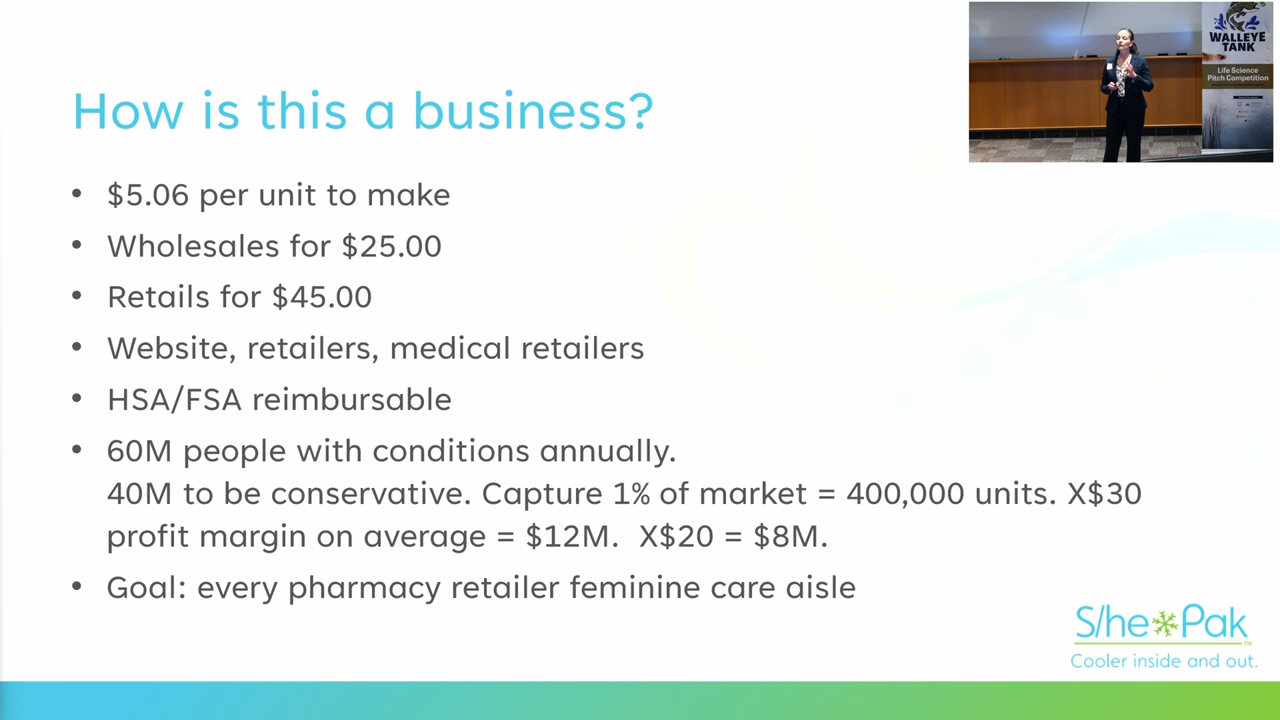 How is this a business?
• $5.06 per unit to make
• Wholesales for $25.00
• Retails for $45.00
• Website, retailers, medical retailers
• HSA/FSA reimbursable
• 60M people with conditions annually.
40M to be conservative. Capture 1% of market = 400,000 units. X$30
profit margin on average = $12M.  X$20 = $8M.
• Goal: every pharmacy retailer feminine care aisle
WALLEYE
TANK
Life Science
Pitch Competition
S/he Pak
TM
Cooler inside and out.